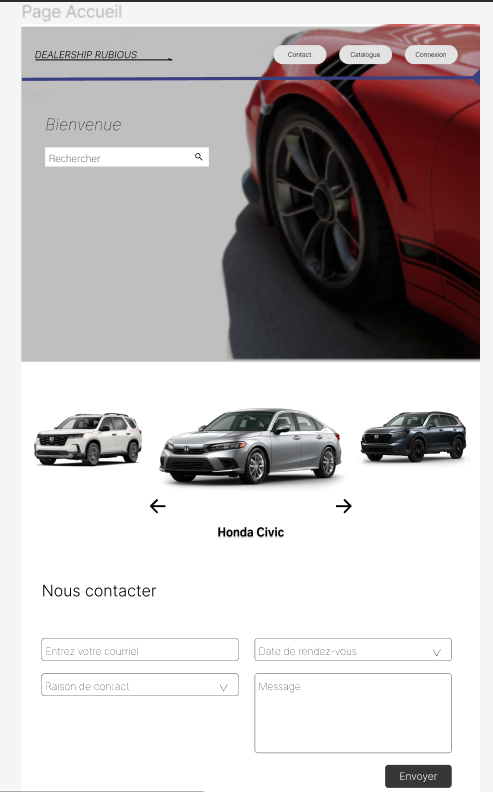 Page Accueil
DEALERSHIP RUBIOUS
Contact
Catalogue
Connexion
Bienvenue
Rechercher
Honda Civic
Nous contacter
Entrez votre courriel
Date de rendez-vous
Raison de contact
Message
Envoyer